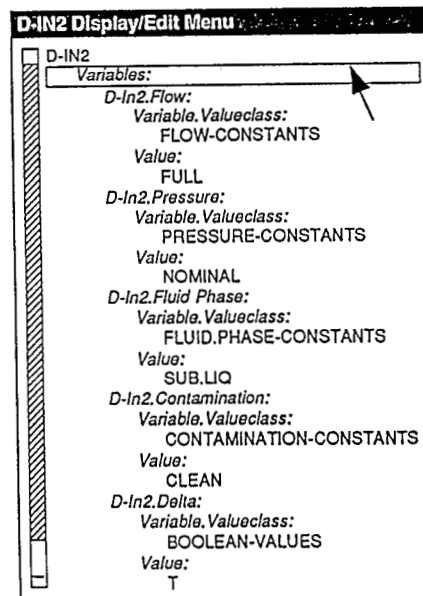 D-IN2 Display/Edit Menu
D-IN2
Variables:
D-In2.Flow:
Variable.Valueclass:
FLOW-CONSTANTS
Value:
FULL
D-In2.Pressure:
Variable.Valueclass:
PRESSURE-CONSTANTS
Value:
NOMINAL
D-In2.Fluid Phase:
Variable.Valueclass:
FLUID.PHASE-CONSTANTS
Value:
SUB.LIQ
D-In2.Contamination:
Variable.Valueclass:
CONTAMINATION-CONSTANTS
Value:
CLEAN
D-In2.Delta:
Variable.Valueclass:
BOOLEAN-VALUES
Value:
T